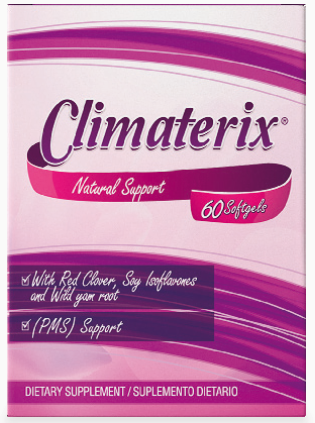 Climaterix®
Natural Support
60 Softgels
With Red Clover, Soy Isoflavones
and Wild yam root
(PMS) Support
DIETARY SUPPLEMENT / SUPLEMENTO DIETARIO